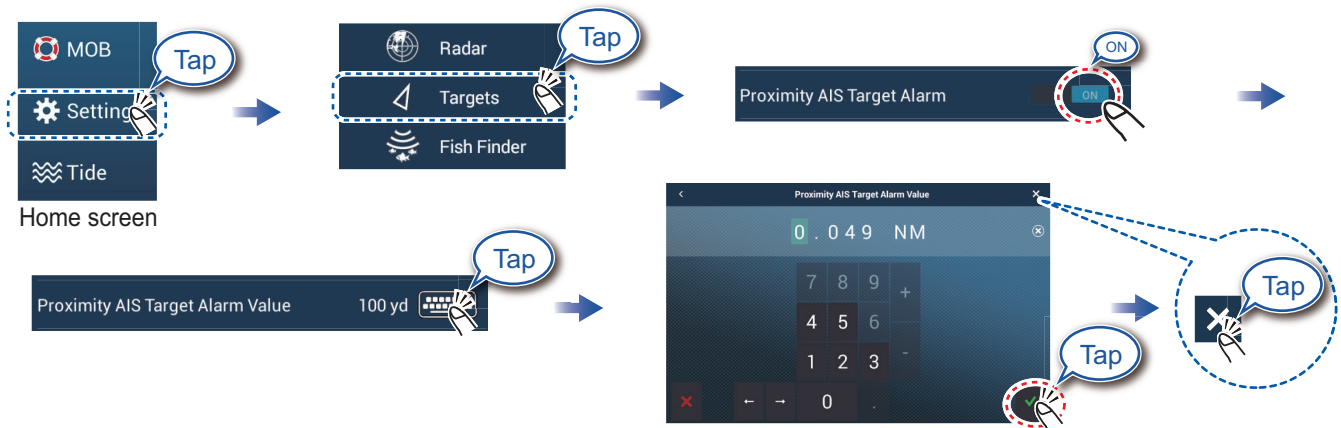 MOB
Tap
Settings
Tide
Home screen
Radar
Tap
Targets
Fish Finder
ON
Proximity AIS Target Alarm
ON
Proximity AIS Target Alarm Value 100 yd
Tap
< Proximity AIS Target Alarm Value ×
0.049 NM
7 8 9 +
4 5 6
1 2 3 -
← → 0 .
Tap
Tap